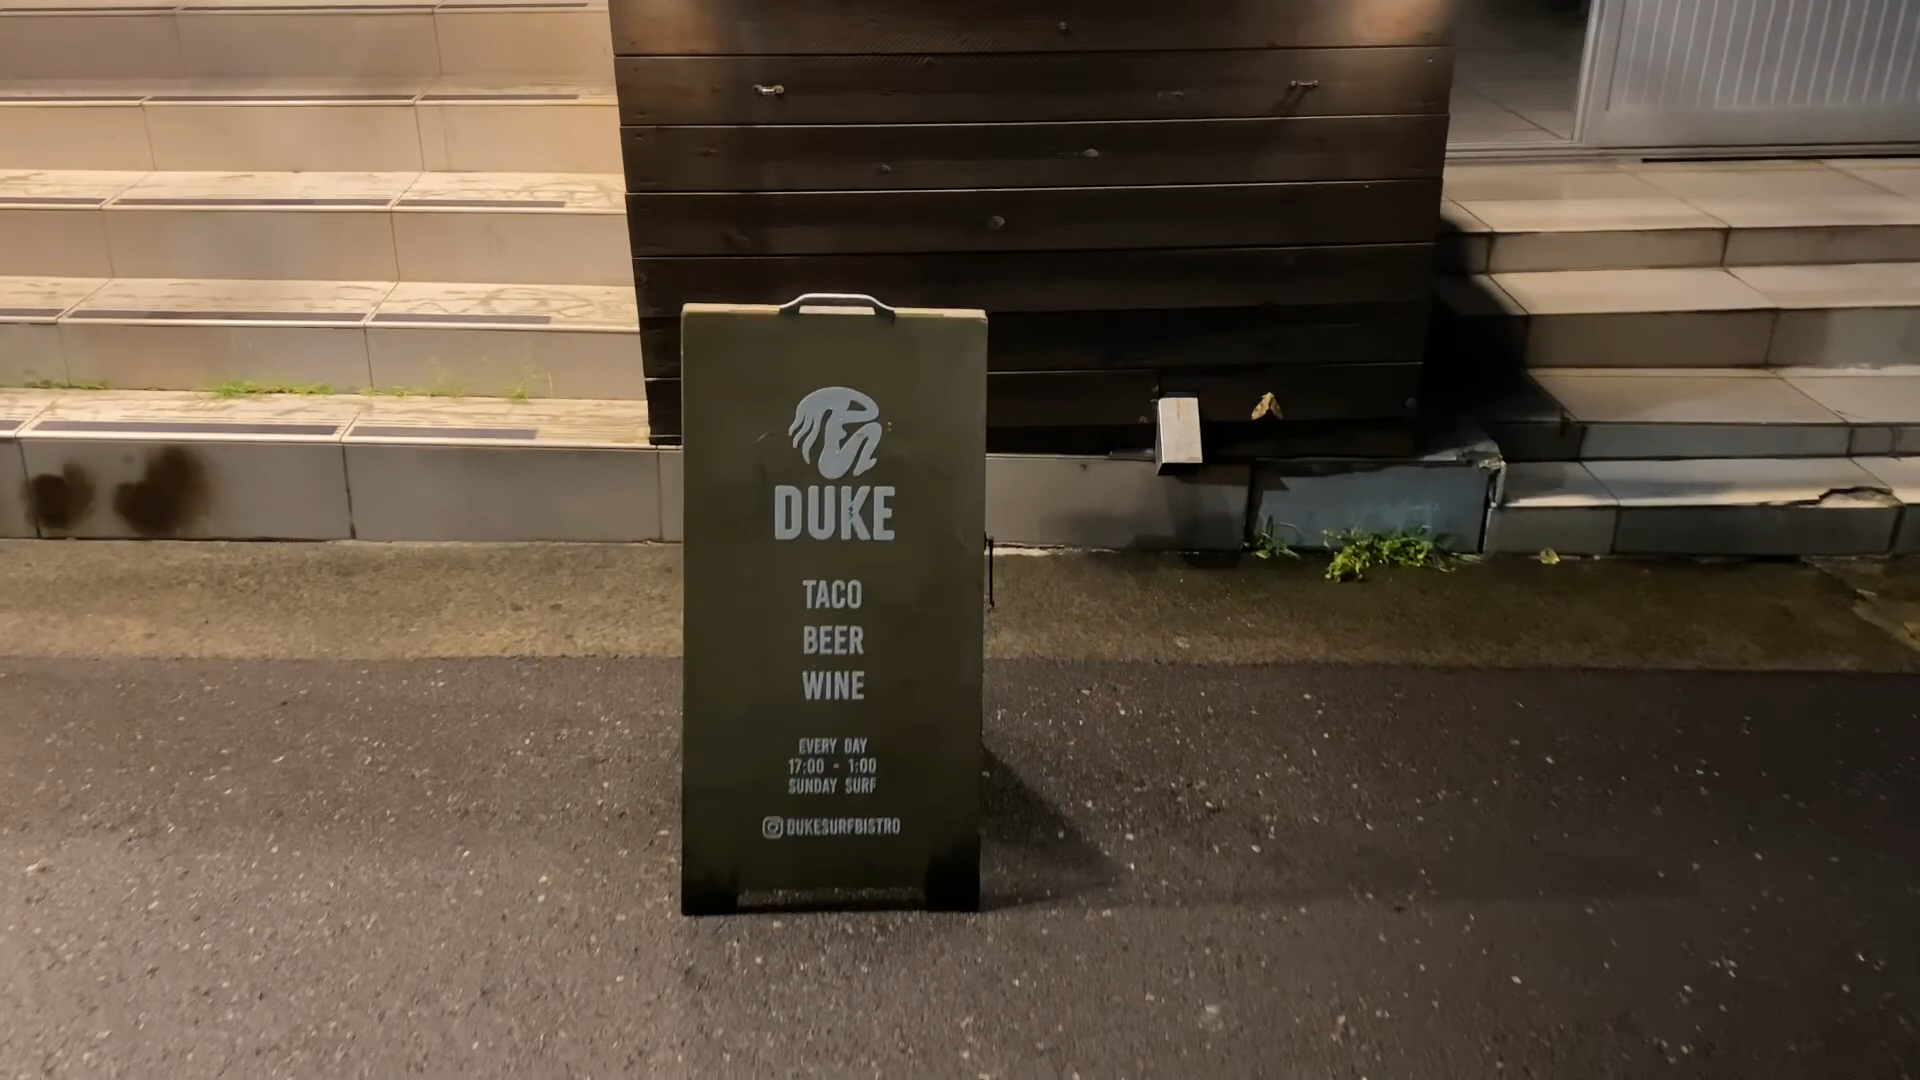 DUKE
TACO
BEER
WINE
EVERY DAY
17:00 - 1:00
SUNDAY SURF
DUKESURFBISTRO